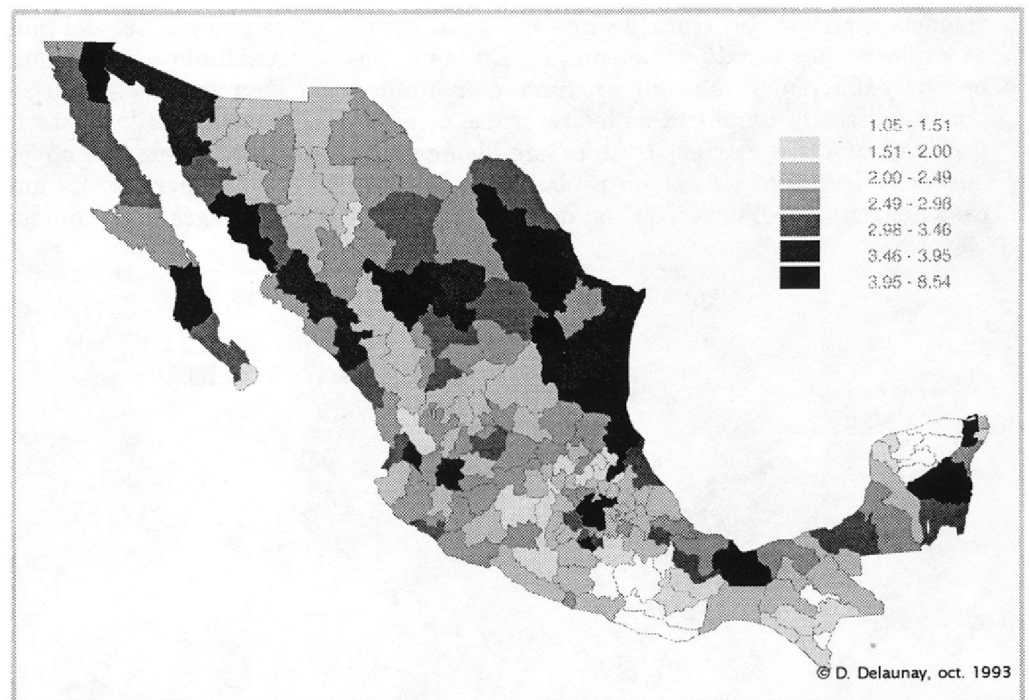 1.05 - 1.51
1.51 - 2.00
2.00 - 2.49
2.49 - 2.98
2.98 - 3.46
3.46 - 3.95
3.95 - 8.54
© D. Delaunay, oct. 1993